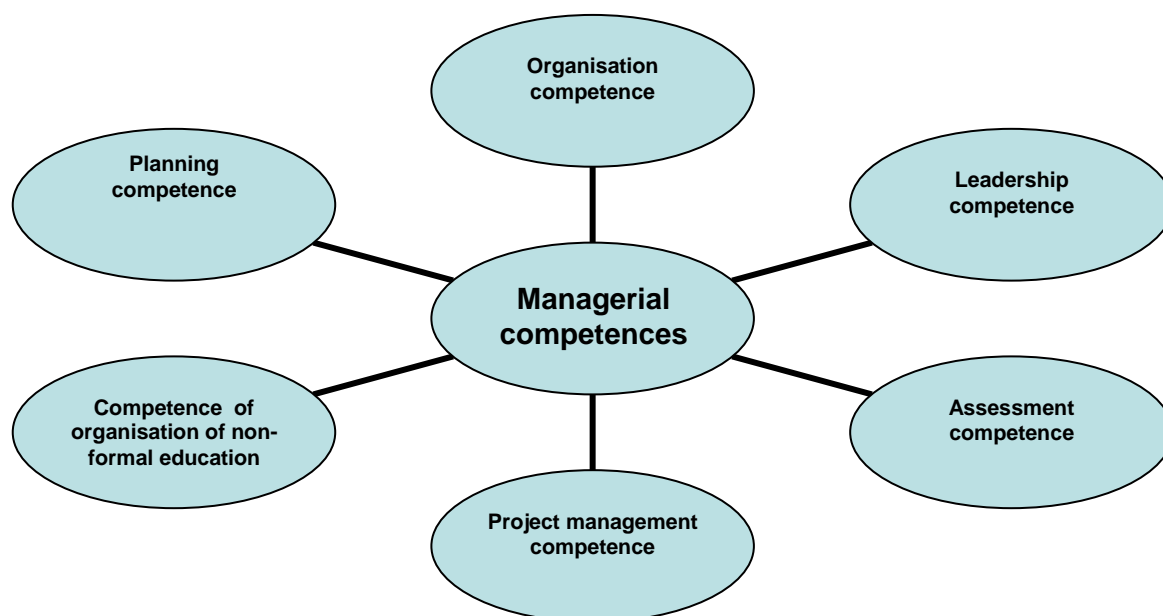 Organisation
competence
Planning
competence
Leadership
competence
Managerial
competences
Competence of
organisation of non-
formal education
Assessment
competence
Project management
competence